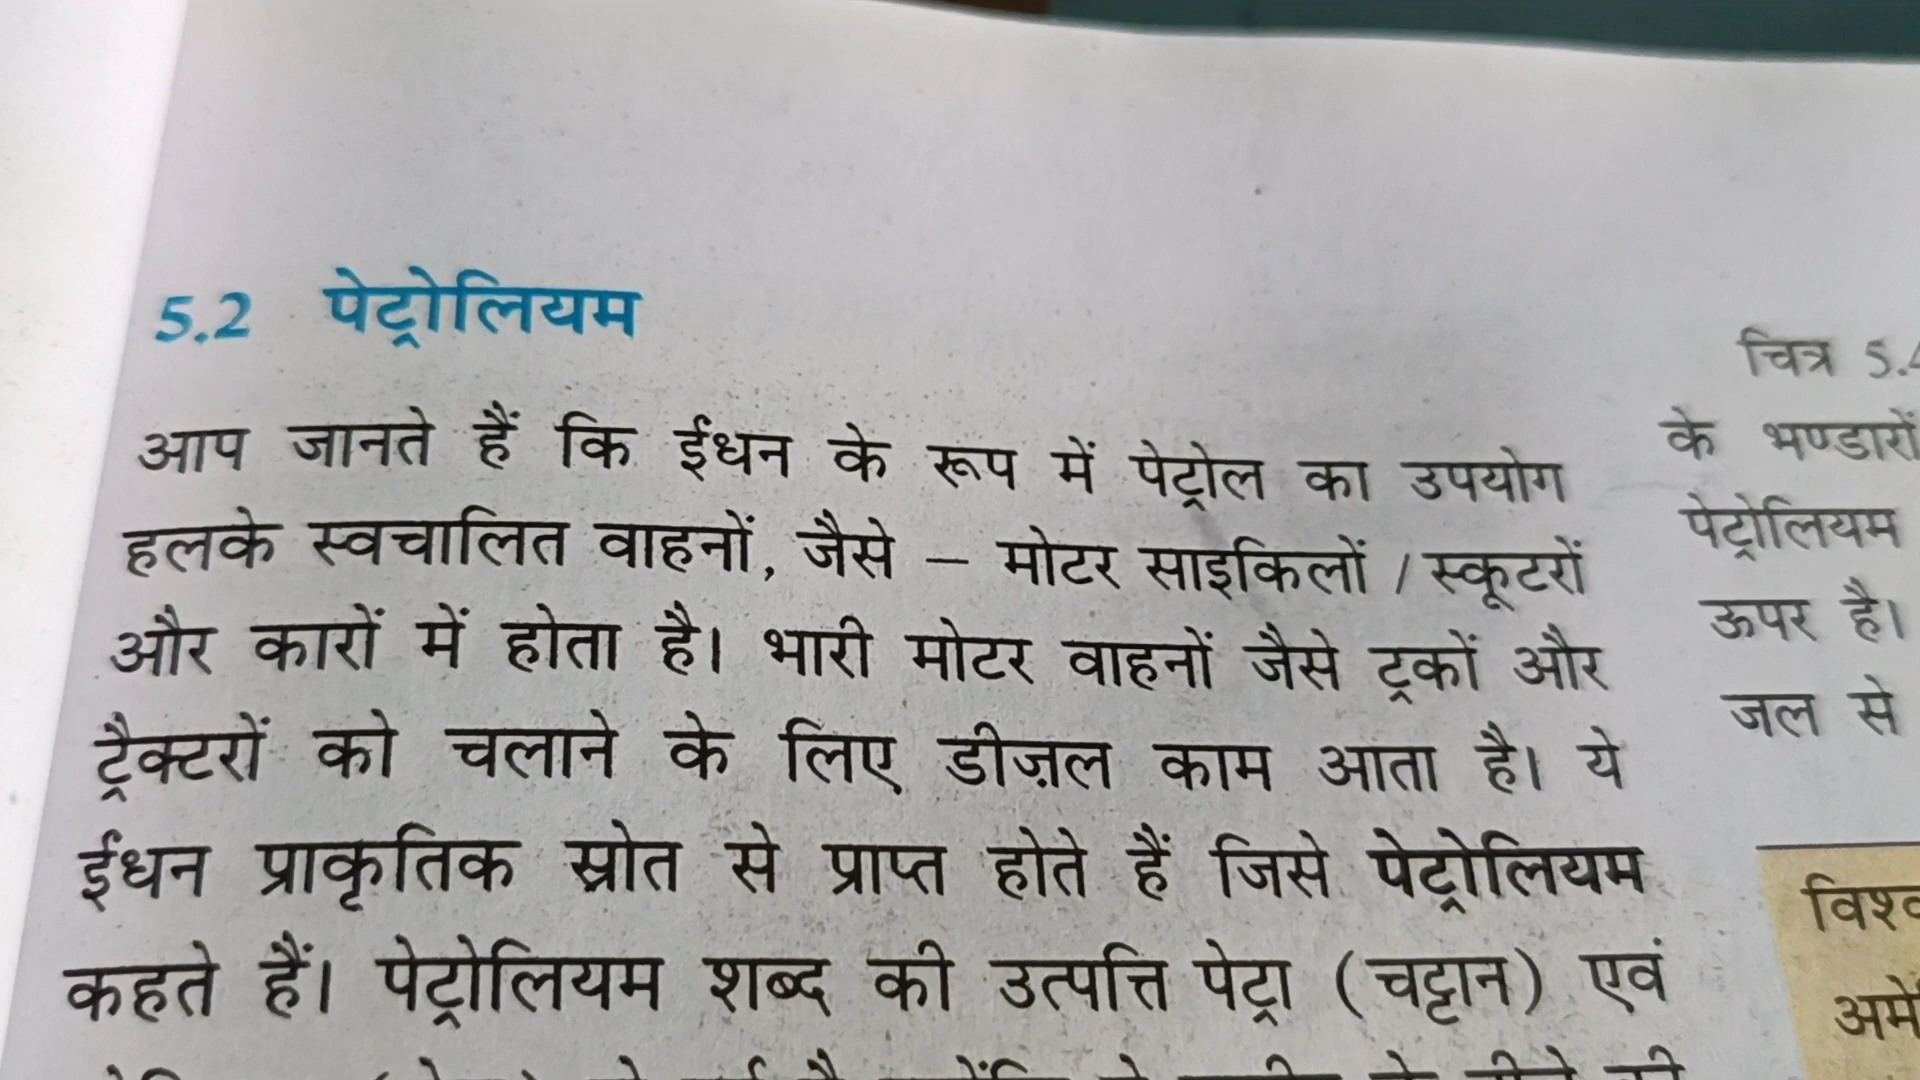 5.2 पेट्रोलियम
आप जानते हैं कि ईंधन के रूप में पेट्रोल का उपयोग
हलके स्वचालित वाहनों, जैसे – मोटर साइकिलों / स्कूटरों
और कारों में होता है। भारी मोटर वाहनों जैसे ट्रकों और
ट्रैक्टरों को चलाने के लिए डीज़ल काम आता है। ये
ईंधन प्राकृतिक स्रोत से प्राप्त होते हैं जिसे पेट्रोलियम
कहते हैं। पेट्रोलियम शब्द की उत्पत्ति पेट्रा (चट्टान) एवं
चित्र 5.4
के भण्डारों
पेट्रोलियम
ऊपर है।
जल से